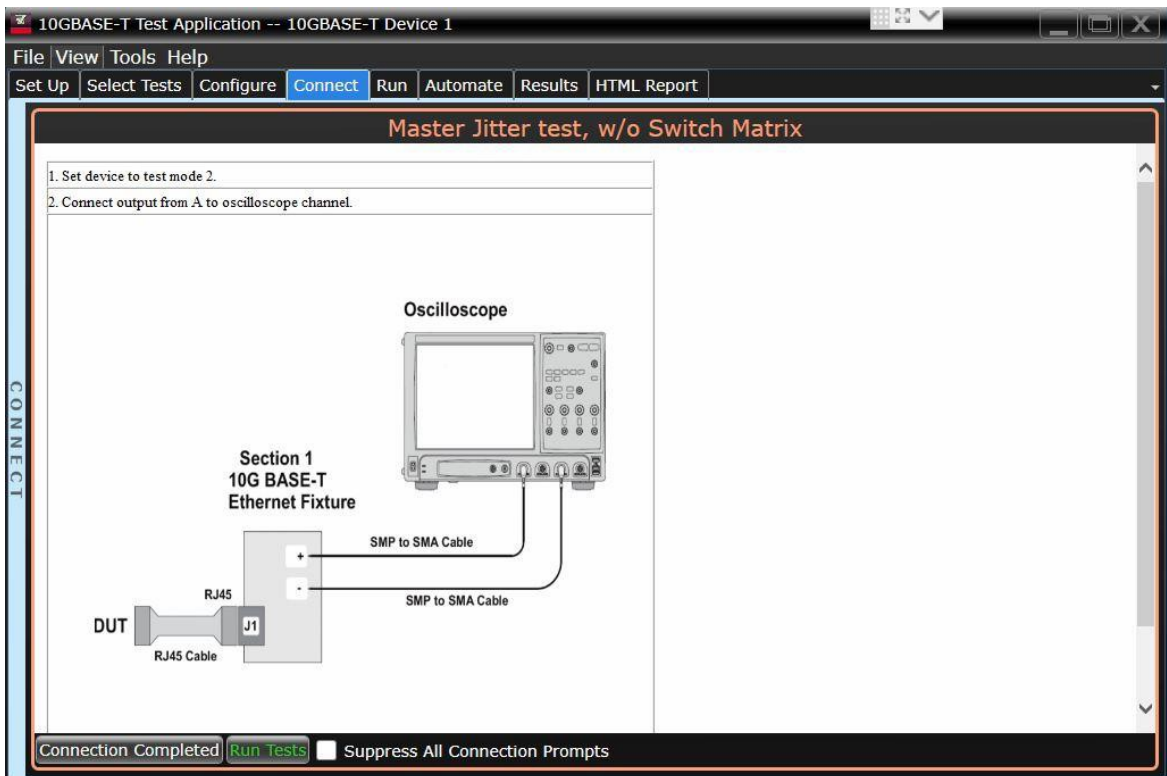 10GBASE-T Test Application -- 10GBASE-T Device 1
File View Tools Help
Set Up Select Tests Configure Connect Run Automate Results HTML Report
Master Jitter test, w/o Switch Matrix
CONNECT
1. Set device to test mode 2.
2. Connect output from A to oscilloscope channel.
Oscilloscope
Section 1
10G BASE-T
Ethernet Fixture
+
SMP to SMA Cable
-
SMP to SMA Cable
RJ45
DUT
J1
RJ45 Cable
Connection Completed Run Tests Suppress All Connection Prompts